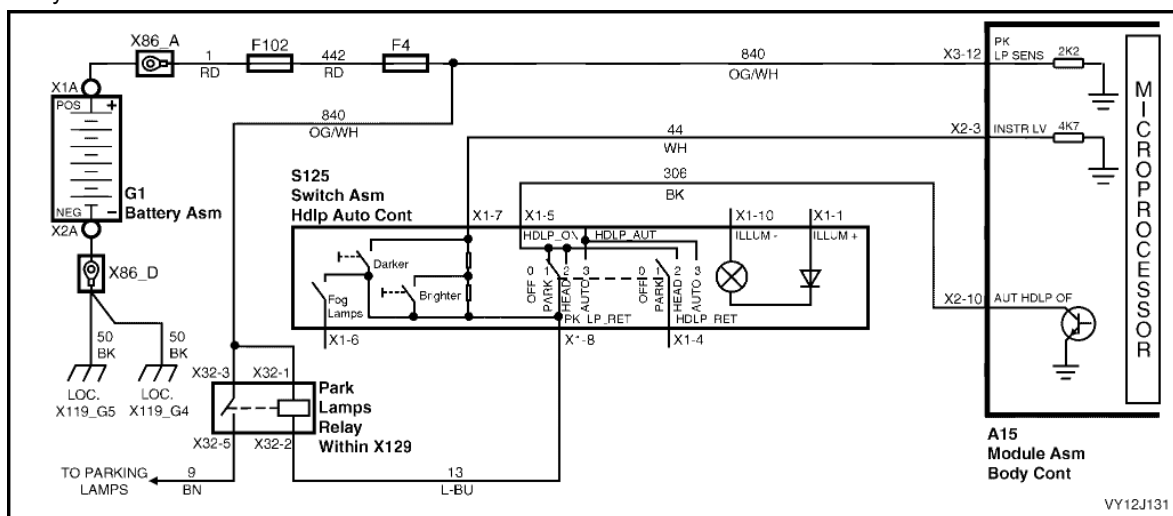 X86_A
1
RD
F102
442
RD
F4
840
OG/WH
X3-12
PK
LP SENS
2K2
X1A
POS
+
840
OG/WH
44
WH
X2-3
INSTR LV
4K7
MICROPROCESSOR
G1
Battery Asm
NEG
−
X2A
S125
Switch Asm
Hdlp Auto Cont
306
BK
X1-7
X1-5
X1-10
X1-1
HDLP_ON
HDLP_AUT
ILLUM -
ILLUM +
X86_D
Darker
Brighter
Fog
Lamps
0 1 2 3
OFF PARK HEAD AUTO
0 1 2 3
OFF PARK HEAD AUTO
PK_LP_RET
HDLP_RET
X2-10
AUT HDLP OF
X1-6
X1-8
X1-4
50
BK
50
BK
LOC.
X119_G5
LOC.
X119_G4
X32-3
X32-1
Park
Lamps
Relay
Within X129
X32-5
X32-2
A15
Module Asm
Body Cont
TO PARKING
LAMPS
9
BN
13
L-BU
VY12J131